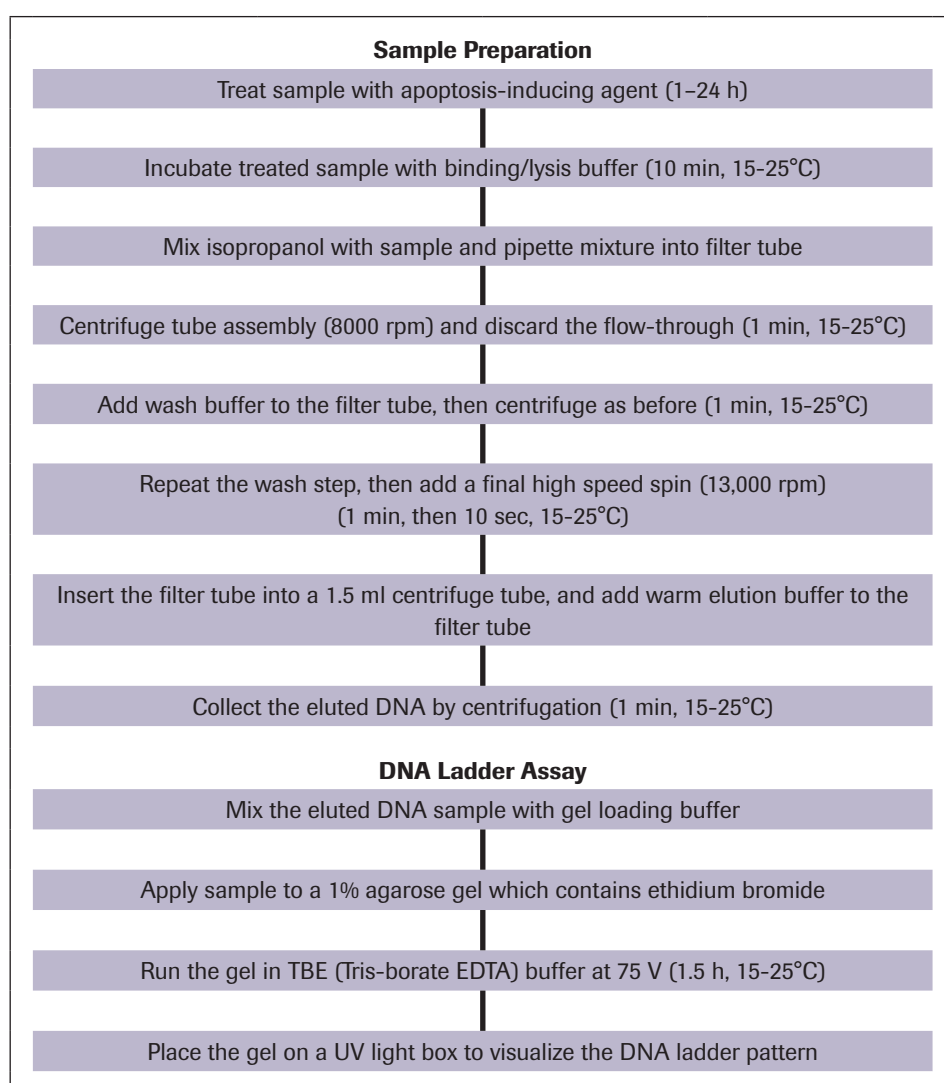 Sample Preparation
Treat sample with apoptosis-inducing agent (1–24 h)
Incubate treated sample with binding/lysis buffer (10 min, 15-25°C)
Mix isopropanol with sample and pipette mixture into filter tube
Centrifuge tube assembly (8000 rpm) and discard the flow-through (1 min, 15-25°C)
Add wash buffer to the filter tube, then centrifuge as before (1 min, 15-25°C)
Repeat the wash step, then add a final high speed spin (13,000 rpm)
(1 min, then 10 sec, 15-25°C)
Insert the filter tube into a 1.5 ml centrifuge tube, and add warm elution buffer to the
filter tube
Collect the eluted DNA by centrifugation (1 min, 15-25°C)
DNA Ladder Assay
Mix the eluted DNA sample with gel loading buffer
Apply sample to a 1% agarose gel which contains ethidium bromide
Run the gel in TBE (Tris-borate EDTA) buffer at 75 V (1.5 h, 15-25°C)
Place the gel on a UV light box to visualize the DNA ladder pattern